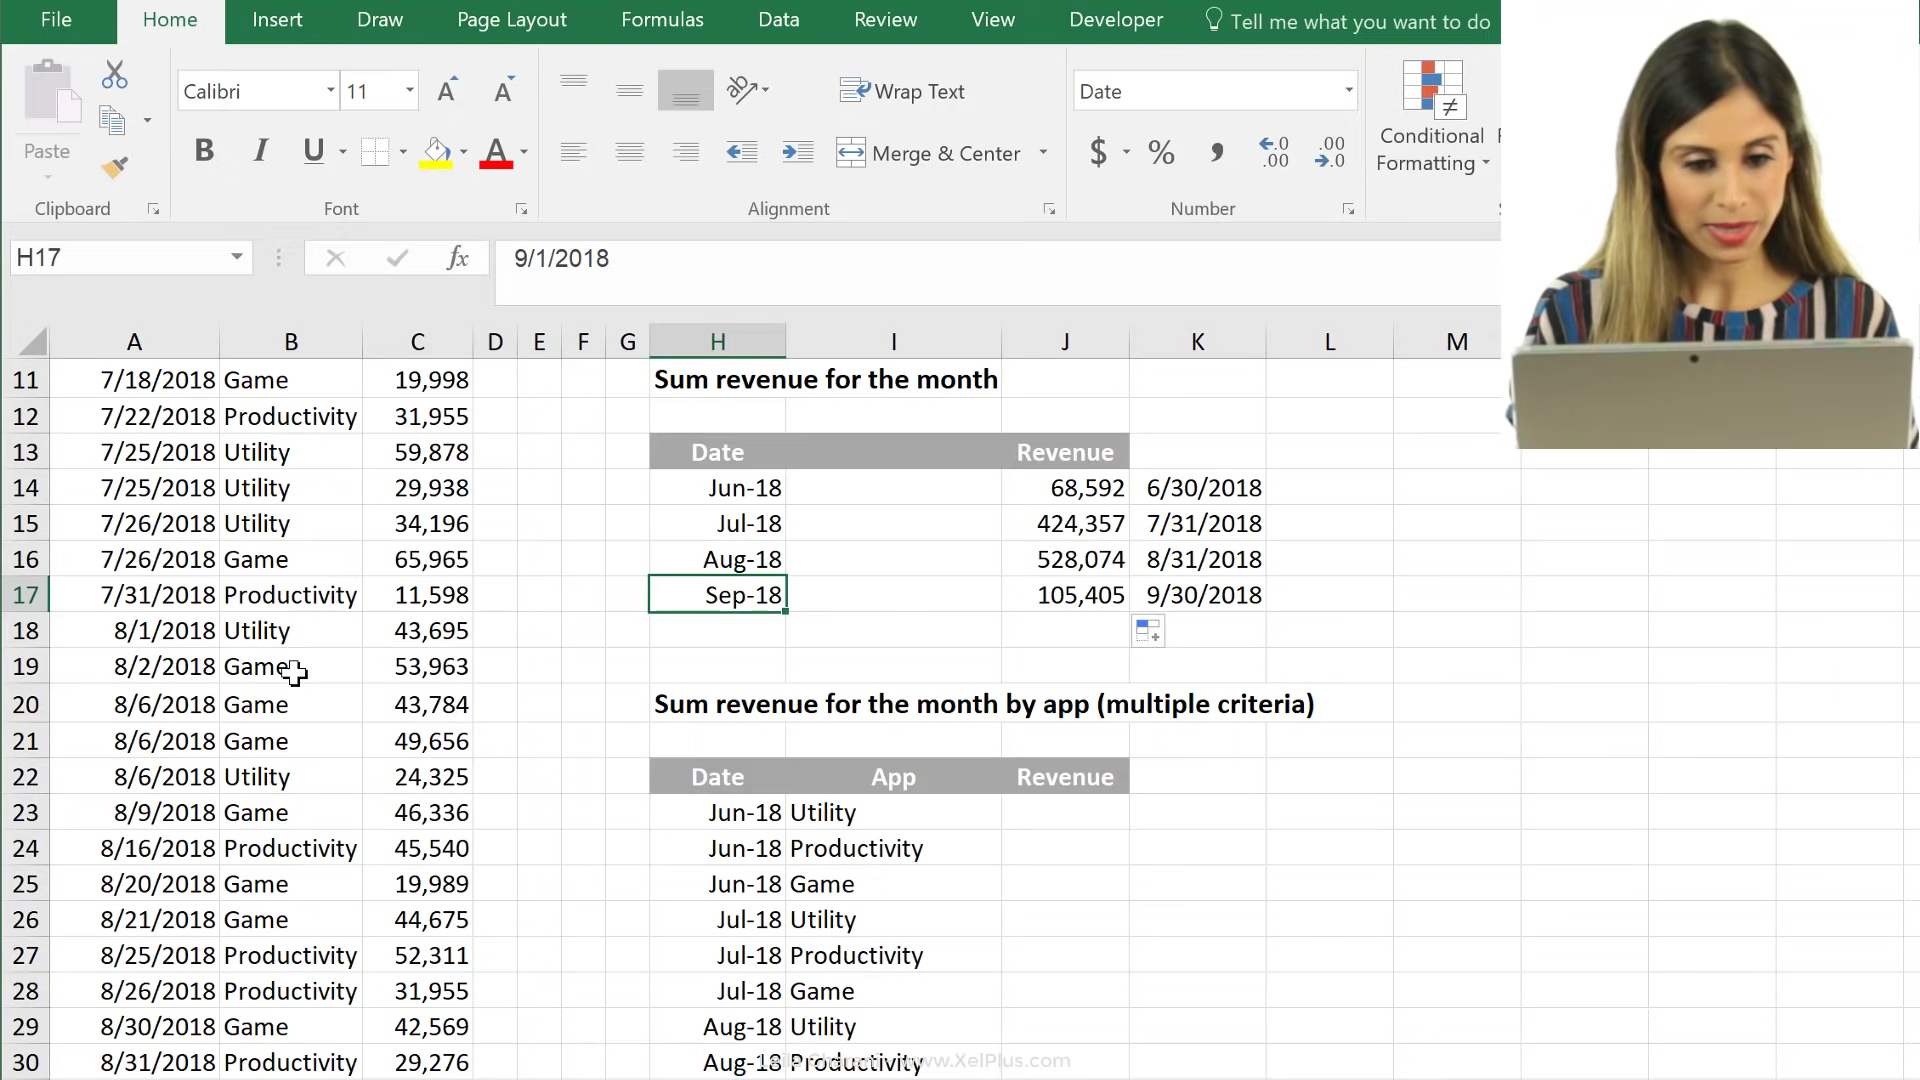 File Home Insert Draw Page Layout Formulas Data Review View Developer Tell me what you want to do
Calibri 11 A A ab Wrap Text Date
Paste B I U A Merge & Center $ % , .0 .00 .00 .0 Conditional Formatting
Clipboard Font Alignment Number
H17 fx 9/1/2018
A B C D E F G H I J K L M
11 7/18/2018 Game 19,998 Sum revenue for the month
12 7/22/2018 Productivity 31,955
13 7/25/2018 Utility 59,878 Date Revenue
14 7/25/2018 Utility 29,938 Jun-18 68,592 6/30/2018
15 7/26/2018 Utility 34,196 Jul-18 424,357 7/31/2018
16 7/26/2018 Game 65,965 Aug-18 528,074 8/31/2018
17 7/31/2018 Productivity 11,598 Sep-18 105,405 9/30/2018
18 8/1/2018 Utility 43,695
19 8/2/2018 Game 53,963
20 8/6/2018 Game 43,784 Sum revenue for the month by app (multiple criteria)
21 8/6/2018 Game 49,656
22 8/6/2018 Utility 24,325 Date App Revenue
23 8/9/2018 Game 46,336 Jun-18 Utility
24 8/16/2018 Productivity 45,540 Jun-18 Productivity
25 8/20/2018 Game 19,989 Jun-18 Game
26 8/21/2018 Game 44,675 Jul-18 Utility
27 8/25/2018 Productivity 52,311 Jul-18 Productivity
28 8/26/2018 Productivity 31,955 Jul-18 Game
29 8/30/2018 Game 42,569 Aug-18 Utility
30 8/31/2018 Productivity 29,276 Aug-18 Productivity
www.XelPlus.com